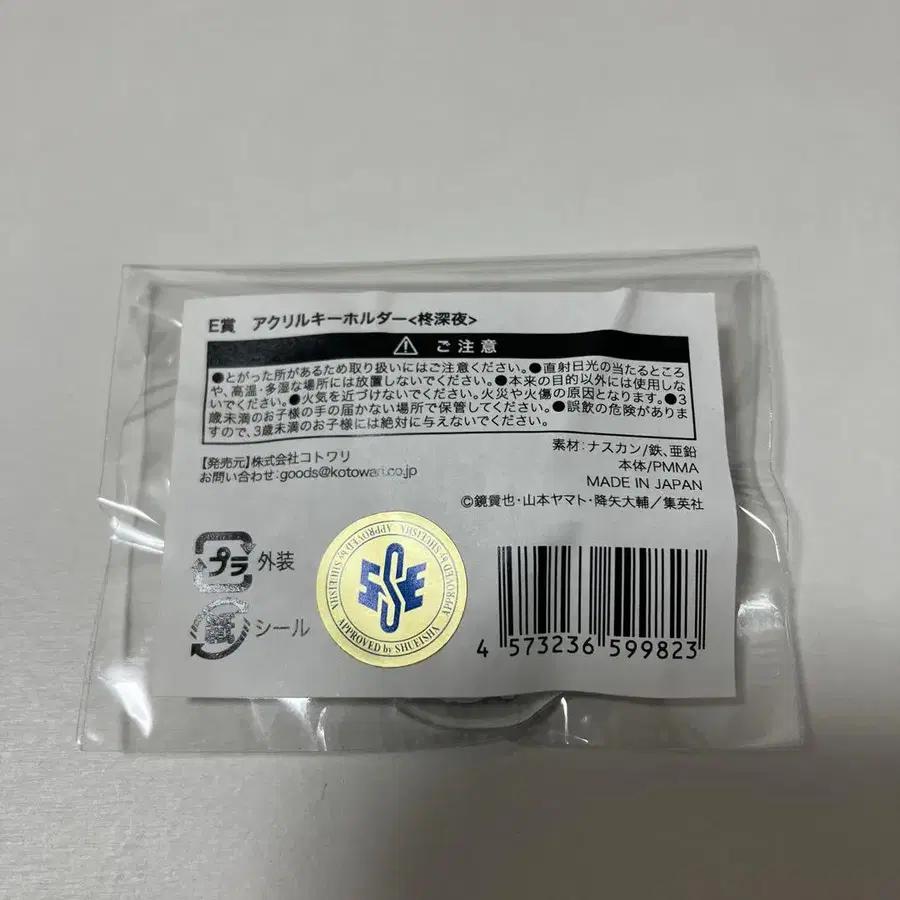 E賞 アクリルキーホルダー<柊深夜>
ご注意
●とがった所があるため取り扱いにはご注意ください。●直射日光の当たるところ
や、高温・多湿な場所には放置しないでください。●本来の目的以外には使用しな
いでください。●火気を近づけないでください。火災や火傷の原因となります。●3
歳未満のお子様の手の届かない場所で保管してください。●誤飲の危険がありま
すので、3歳未満のお子様には絶対に与えないでください。
素材:ナスカン/鉄、亜鉛
【発売元】株式会社コトワリ
本体/PMMA
お問い合わせ:goods@kotowari.co.jp
MADE IN JAPAN
©鏡貴也・山本ヤマト・降矢大輔/集英社
プラ 外装
紙 シール
APPROVED by SHUEISHA APPROVED by SHUEISHA APPROVED by SHUEISHA
SSE
4 573236 599823